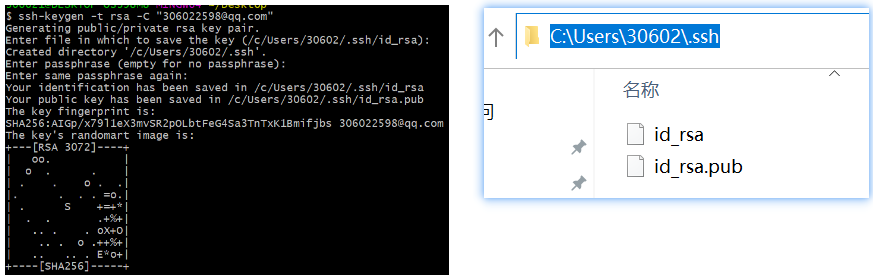 $ ssh-keygen -t rsa -C "306022598@qq.com"
Generating public/private rsa key pair.
Enter file in which to save the key (/c/Users/30602/.ssh/id_rsa):
Created directory '/c/Users/30602/.ssh'.
Enter passphrase (empty for no passphrase):
Enter same passphrase again:
Your identification has been saved in /c/Users/30602/.ssh/id_rsa
Your public key has been saved in /c/Users/30602/.ssh/id_rsa.pub
The key fingerprint is:
SHA256:AIGp/x79l1eX3mvSR2pOLbtFeG4Sa3TnTxK1Bmifjbs 306022598@qq.com
The key's randomart image is:
+---[RSA 3072]----+
|   oo.           |
|  o  .      .    |
| .    .    o .  .|
|.      .  . . =o.|
| .      S    +=+*|
|  .  .       .+%+|
|   .. .    . oX+O|
|    .. .  o .++%+|
|   ..   .. . E*o+|
+----[SHA256]-----+
C:\Users\30602\.ssh
名称
id_rsa
id_rsa.pub